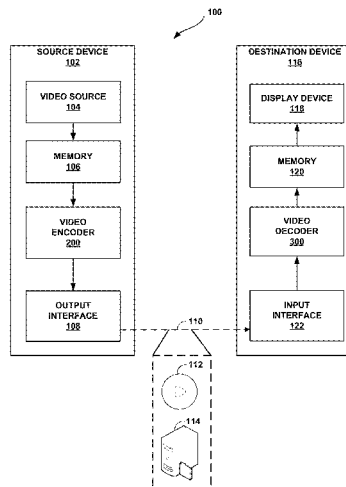 100
SOURCE DEVICE
102
VIDEO SOURCE
104
MEMORY
106
VIDEO
ENCODER
200
OUTPUT
INTERFACE
108
DESTINATION DEVICE
116
DISPLAY DEVICE
118
MEMORY
120
VIDEO
DECODER
300
INPUT
INTERFACE
122
110
112
114